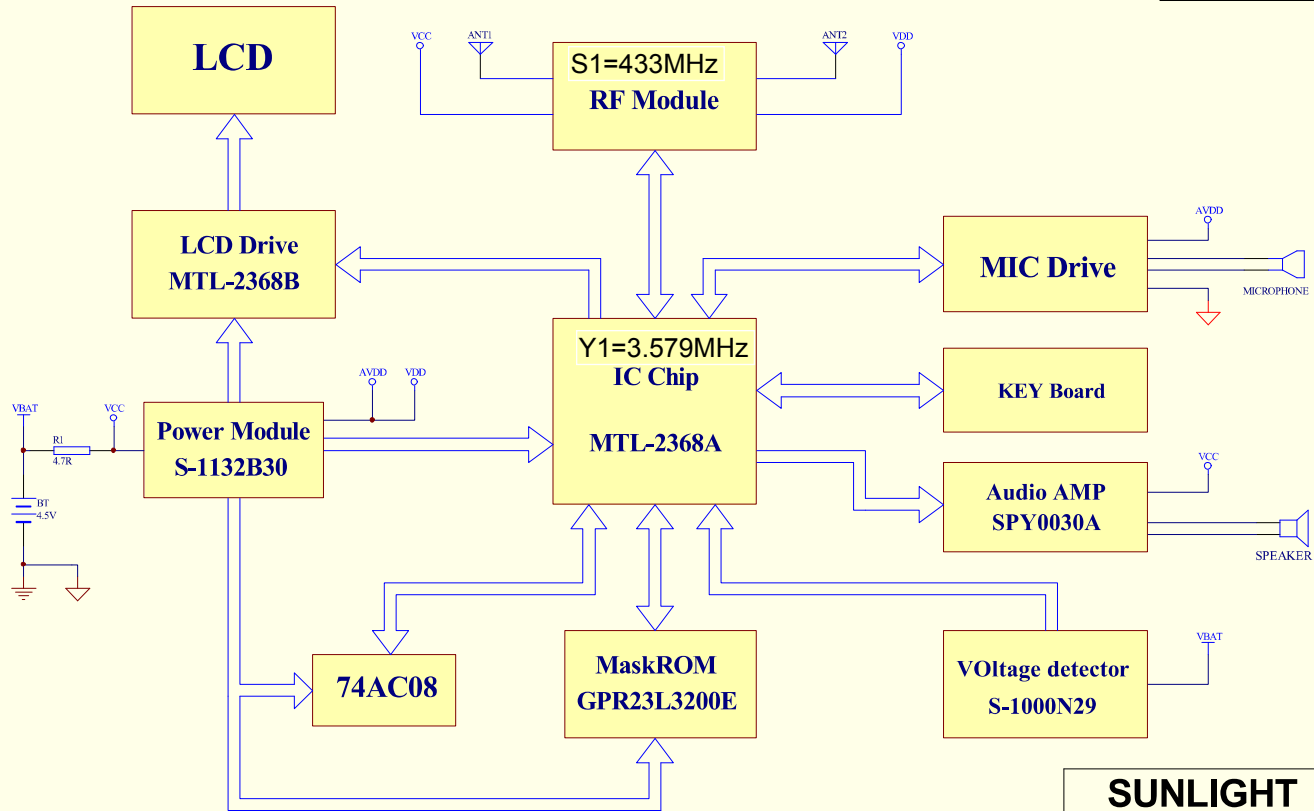 LCD
VCC
ANT1
S1=433MHz
RF Module
ANT2
VDD
LCD Drive
MTL-2368B
AVDD
MIC Drive
MICROPHONE
Y1=3.579MHz
IC Chip
MTL-2368A
KEY Board
VBAT
R1
4.7R
VCC
BT
4.5V
Power Module
S-1132B30
AVDD
VDD
Audio AMP
SPY0030A
VCC
SPEAKER
74AC08
MaskROM
GPR23L3200E
VOltage detector
S-1000N29
VBAT
SUNLIGHT